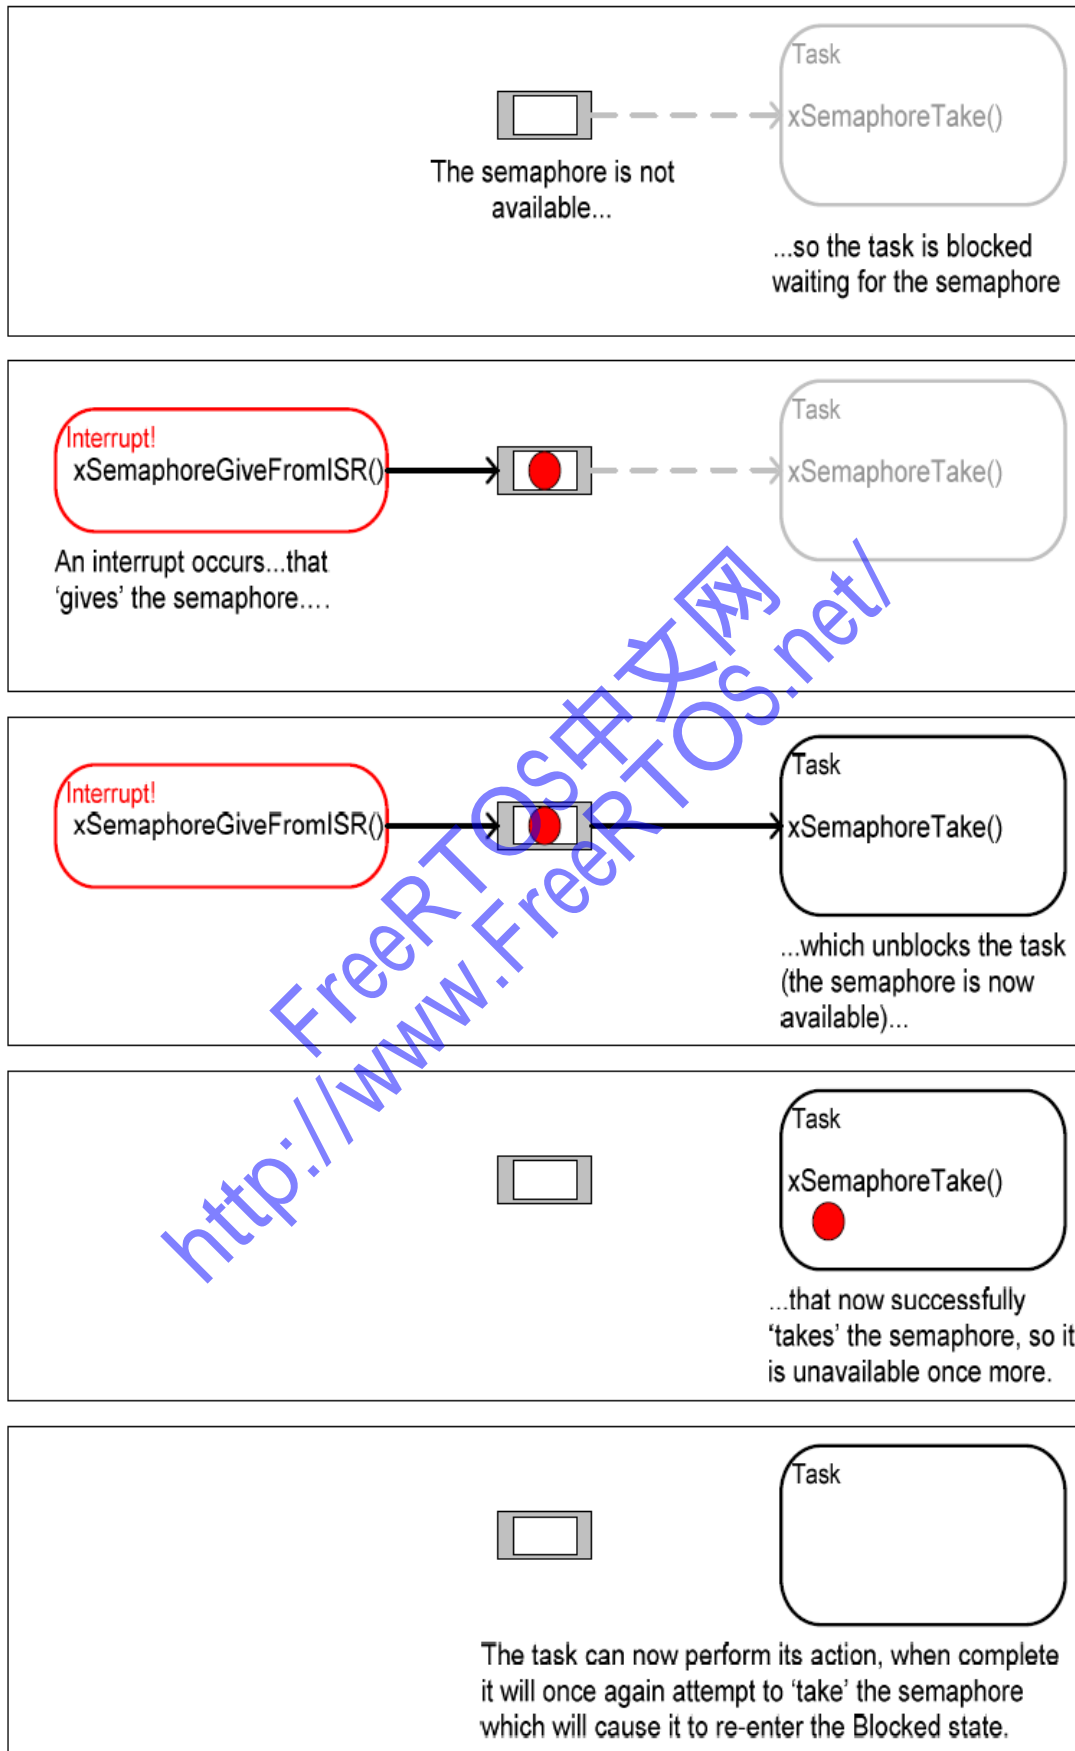 Task
xSemaphoreTake()
The semaphore is not
available...
...so the task is blocked
waiting for the semaphore
Interrupt!
xSemaphoreGiveFromISR()
Task
xSemaphoreTake()
An interrupt occurs...that
‘gives’ the semaphore....
Interrupt!
xSemaphoreGiveFromISR()
Task
xSemaphoreTake()
...which unblocks the task
(the semaphore is now
available)...
FreeRTOS中文网
http://www.FreeRTOS.net/
Task
xSemaphoreTake()
...that now successfully
‘takes’ the semaphore, so it
is unavailable once more.
Task
The task can now perform its action, when complete
it will once again attempt to ‘take’ the semaphore
which will cause it to re-enter the Blocked state.